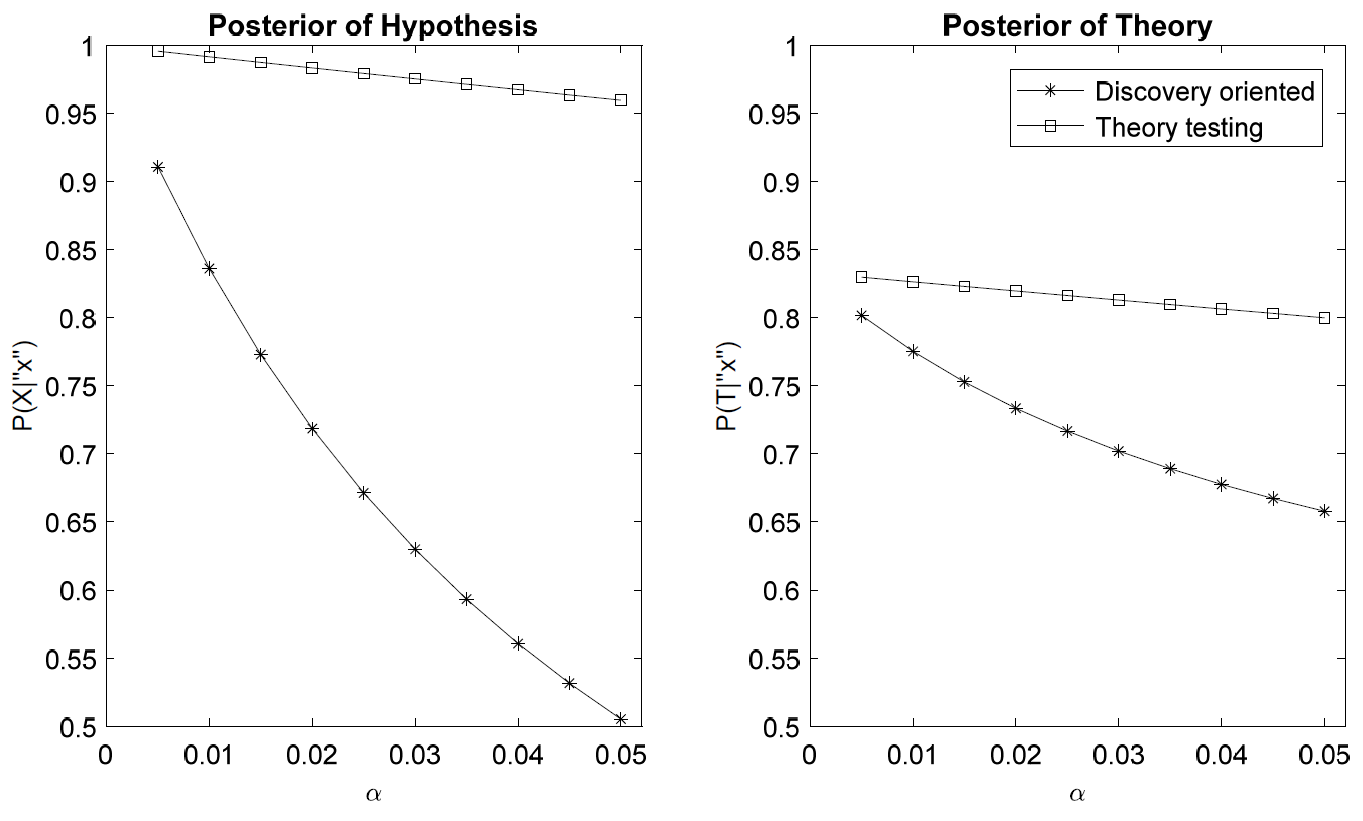 Posterior of Hypothesis
1
0.95
0.9
0.85
0.8
0.75
0.7
0.65
0.6
0.55
0.5
P(X|"x")
0 0.01 0.02 0.03 0.04 0.05
α
Posterior of Theory
Discovery oriented
Theory testing
1
0.95
0.9
0.85
0.8
0.75
0.7
0.65
0.6
0.55
0.5
P(T|"x")
0 0.01 0.02 0.03 0.04 0.05
α